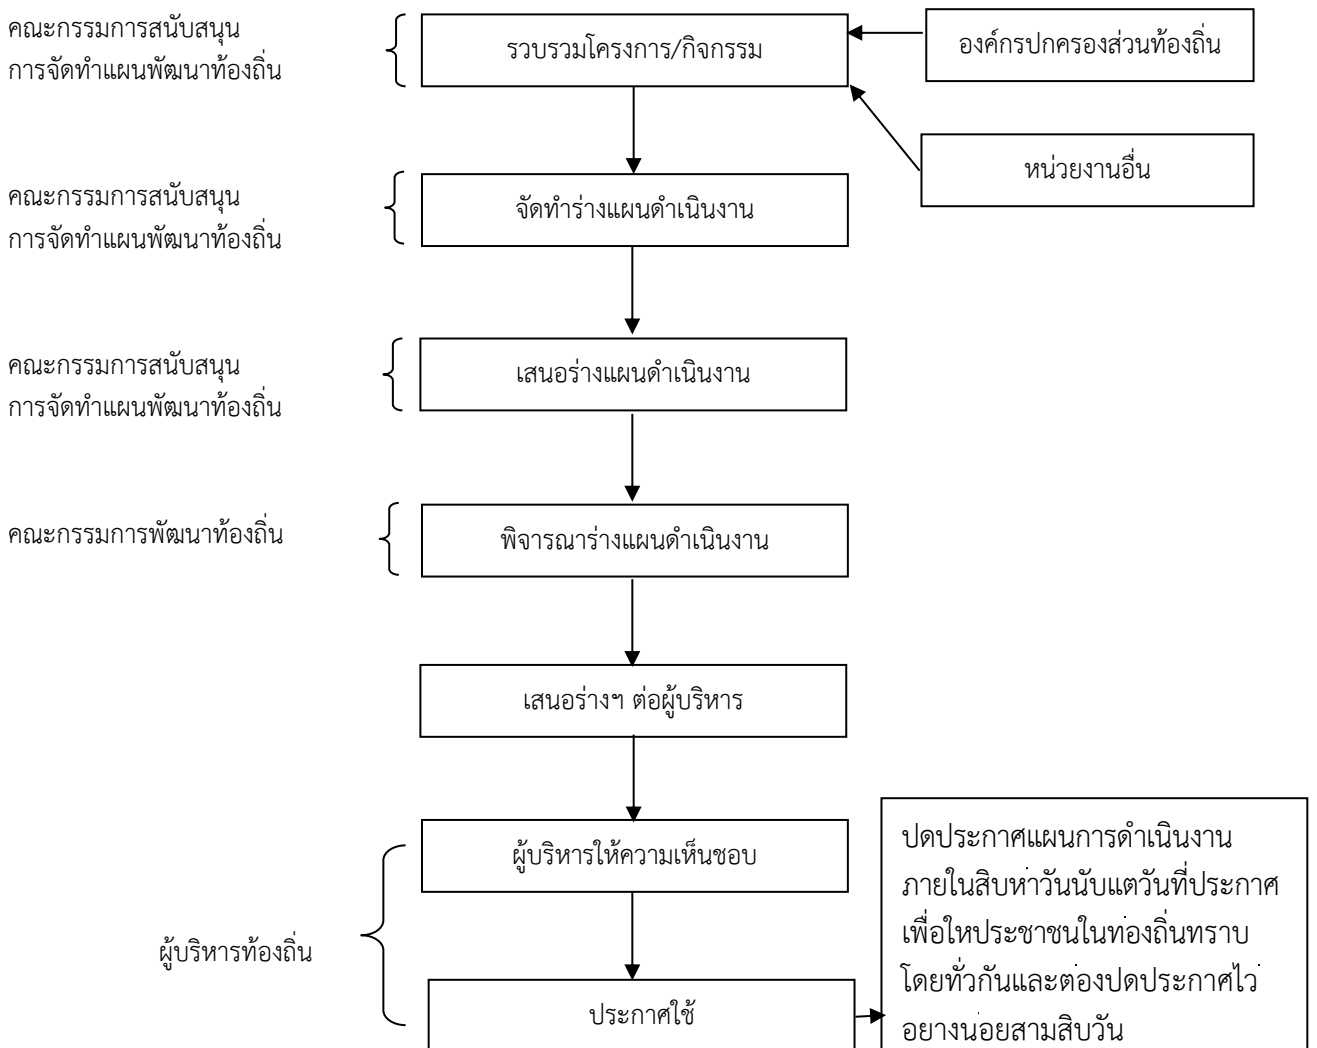 คณะกรรมการสนับสนุน
การจัดทำแผนพัฒนาท้องถิ่น
รวบรวมโครงการ/กิจกรรม
องค์กรปกครองส่วนท้องถิ่น
หน่วยงานอื่น
คณะกรรมการสนับสนุน
การจัดทำแผนพัฒนาท้องถิ่น
จัดทำร่างแผนดำเนินงาน
คณะกรรมการสนับสนุน
การจัดทำแผนพัฒนาท้องถิ่น
เสนอร่างแผนดำเนินงาน
คณะกรรมการพัฒนาท้องถิ่น
พิจารณาร่างแผนดำเนินงาน
เสนอร่างฯ ต่อผู้บริหาร
ผู้บริหารท้องถิ่น
ผู้บริหารให้ความเห็นชอบ
ประกาศใช้
ปดประกาศแผนการดำเนินงาน
ภายในสิบห่าวันนับแตวันที่ประกาศ
เพื่อใหประชาชนในท่องถิ่นทราบ
โดยทั่วกันและต่องปดประกาศไว่
อยางน่อยสามสิบวัน